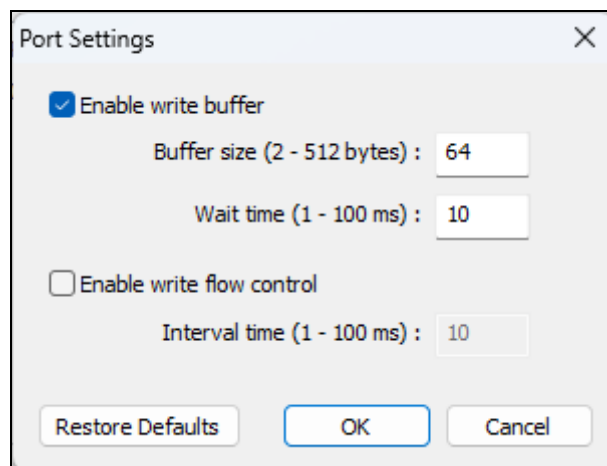 Port Settings
Enable write buffer
Buffer size (2 - 512 bytes) : 64
Wait time (1 - 100 ms) : 10
Enable write flow control
Interval time (1 - 100 ms) : 10
Restore Defaults OK Cancel